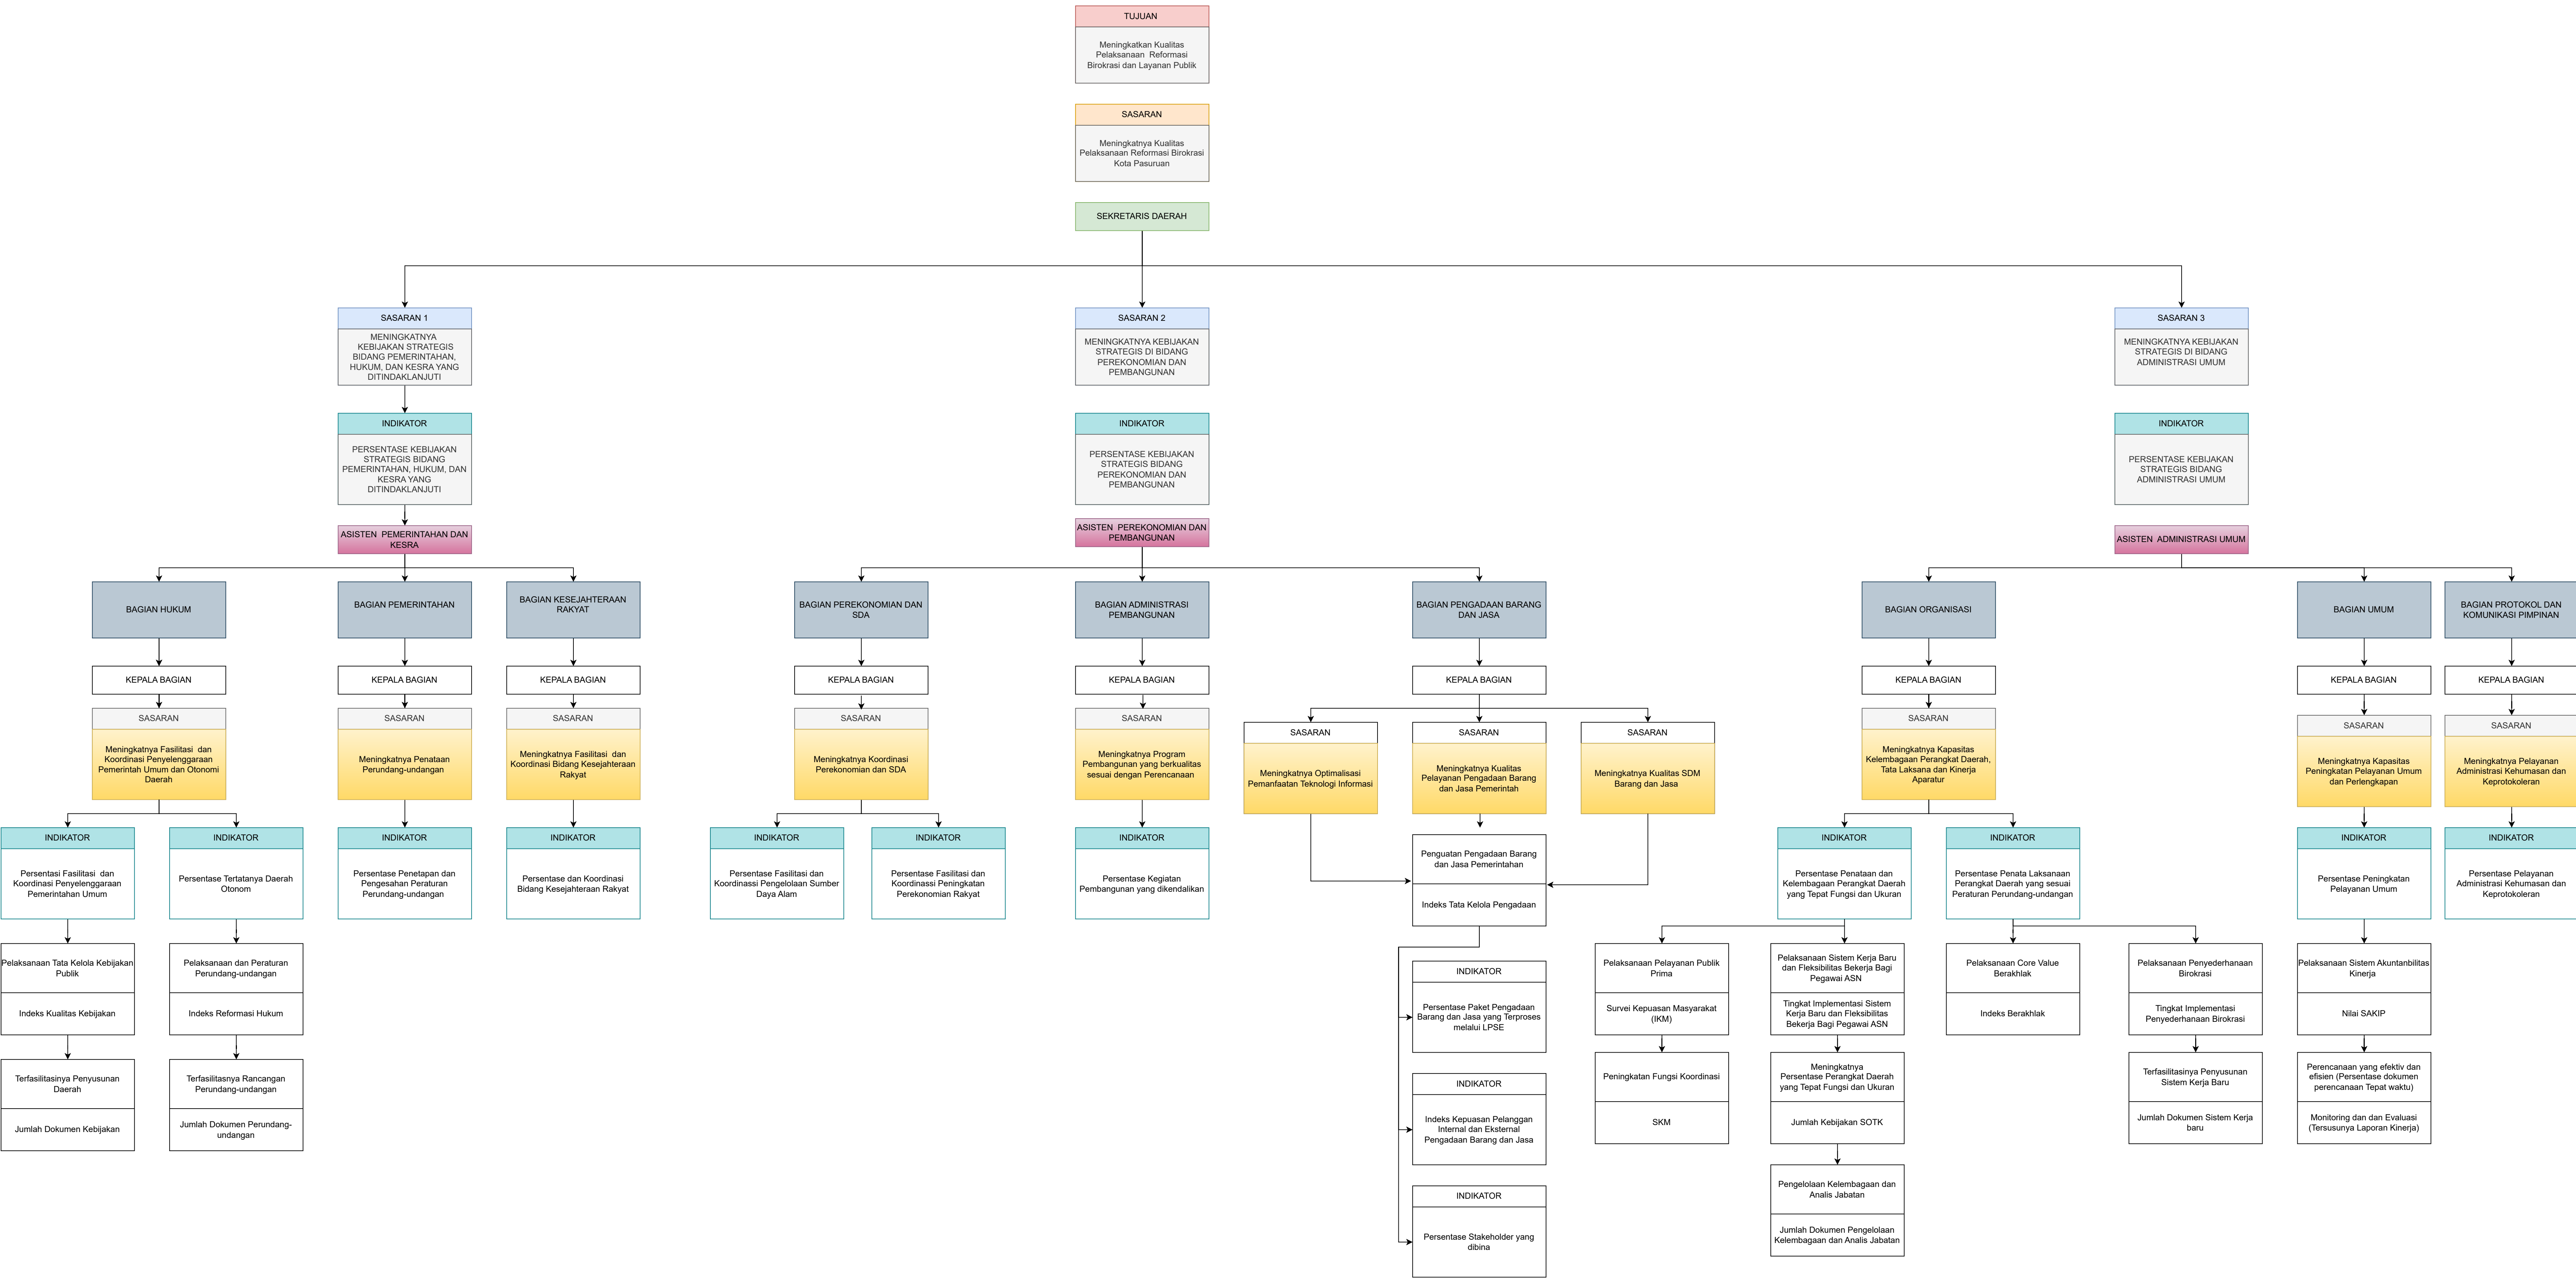 TUJUAN
Meningkatkan Kualitas
Pelaksanaan Reformasi
Birokrasi dan Layanan Publik
SASARAN
Meningkatnya Kualitas
Pelaksanaan Reformasi Birokrasi
Kota Pasuruan
SEKRETARIS DAERAH
SASARAN 1
MENINGKATNYA
KEBIJAKAN STRATEGIS
BIDANG PEMERINTAHAN,
HUKUM, DAN KESRA YANG
DITINDAKLANJUTI
SASARAN 2
MENINGKATNYA KEBIJAKAN
STRATEGIS DI BIDANG
PEREKONOMIAN DAN
PEMBANGUNAN
SASARAN 3
MENINGKATNYA KEBIJAKAN
STRATEGIS DI BIDANG
ADMINISTRASI UMUM
INDIKATOR
PERSENTASE KEBIJAKAN
STRATEGIS BIDANG
PEMERINTAHAN, HUKUM, DAN
KESRA YANG
DITINDAKLANJUTI
INDIKATOR
PERSENTASE KEBIJAKAN
STRATEGIS BIDANG
PEREKONOMIAN DAN
PEMBANGUNAN
INDIKATOR
PERSENTASE KEBIJAKAN
STRATEGIS BIDANG
ADMINISTRASI UMUM
ASISTEN PEMERINTAHAN DAN
KESRA
ASISTEN PEREKONOMIAN DAN
PEMBANGUNAN
ASISTEN ADMINISTRASI UMUM
BAGIAN HUKUM
BAGIAN PEMERINTAHAN
BAGIAN KESEJAHTERAAN
RAKYAT
BAGIAN PEREKONOMIAN DAN
SDA
BAGIAN ADMINISTRASI
PEMBANGUNAN
BAGIAN PENGADAAN BARANG
DAN JASA
BAGIAN ORGANISASI
BAGIAN UMUM
BAGIAN PROTOKOL DAN
KOMUNIKASI PIMPINAN
KEPALA BAGIAN
KEPALA BAGIAN
KEPALA BAGIAN
KEPALA BAGIAN
KEPALA BAGIAN
KEPALA BAGIAN
KEPALA BAGIAN
KEPALA BAGIAN
KEPALA BAGIAN
SASARAN
Meningkatnya Fasilitasi dan
Koordinasi Penyelenggaraan
Pemerintah Umum dan Otonomi
Daerah
SASARAN
Meningkatnya Penataan
Perundang-undangan
SASARAN
Meningkatnya Fasilitasi dan
Koordinasi Bidang Kesejahteraan
Rakyat
SASARAN
Meningkatnya Koordinasi
Perekonomian dan SDA
SASARAN
Meningkatnya Program
Pembangunan yang berkualitas
sesuai dengan Perencanaan
SASARAN
Meningkatnya Optimalisasi
Pemanfaatan Teknologi Informasi
SASARAN
Meningkatnya Kualitas
Pelayanan Pengadaan Barang
dan Jasa Pemerintah
SASARAN
Meningkatnya Kualitas SDM
Barang dan Jasa
SASARAN
Meningkatnya Kapasitas
Kelembagaan Perangkat Daerah,
Tata Laksana dan Kinerja
Aparatur
SASARAN
Meningkatnya Kapasitas
Peningkatan Pelayanan Umum
dan Perlengkapan
SASARAN
Meningkatnya Pelayanan
Administrasi Kehumasan dan
Keprotokoleran
INDIKATOR
Persentasi Fasilitasi dan
Koordinasi Penyelenggaraan
Pemerintahan Umum
INDIKATOR
Persentase Tertatanya Daerah
Otonom
INDIKATOR
Persentase Penetapan dan
Pengesahan Peraturan
Perundang-undangan
INDIKATOR
Persentase dan Koordinasi
Bidang Kesejahteraan Rakyat
INDIKATOR
Persentase Fasilitasi dan
Koordinassi Pengelolaan Sumber
Daya Alam
INDIKATOR
Persentase Fasilitasi dan
Koordinassi Peningkatan
Perekonomian Rakyat
INDIKATOR
Persentase Kegiatan
Pembangunan yang dikendalikan
Penguatan Pengadaan Barang
dan Jasa Pemerintahan
Indeks Tata Kelola Pengadaan
INDIKATOR
Persentase Penataan dan
Kelembagaan Perangkat Daerah
yang Tepat Fungsi dan Ukuran
INDIKATOR
Persentase Penata Laksanaan
Perangkat Daerah yang sesuai
Peraturan Perundang-undangan
INDIKATOR
Persentase Peningkatan
Pelayanan Umum
INDIKATOR
Persentase Pelayanan
Administrasi Kehumasan dan
Keprotokoleran
Pelaksanaan Tata Kelola Kebijakan
Publik
Indeks Kualitas Kebijakan
Pelaksanaan dan Peraturan
Perundang-undangan
Indeks Reformasi Hukum
INDIKATOR
Persentase Paket Pengadaan
Barang dan Jasa yang Terproses
melalui LPSE
Pelaksanaan Pelayanan Publik
Prima
Survei Kepuasan Masyarakat
(IKM)
Pelaksanaan Sistem Kerja Baru
dan Fleksibilitas Bekerja Bagi
Pegawai ASN
Tingkat Implementasi Sistem
Kerja Baru dan Fleksibilitas
Bekerja Bagi Pegawai ASN
Pelaksanaan Core Value
Berakhlak
Indeks Berakhlak
Pelaksanaan Penyederhanaan
Birokrasi
Tingkat Implementasi
Penyederhanaan Birokrasi
Pelaksanaan Sistem Akuntanbilitas
Kinerja
Nilai SAKIP
Terfasilitasinya Penyusunan
Daerah
Jumlah Dokumen Kebijakan
Terfasilitasnya Rancangan
Perundang-undangan
Jumlah Dokumen Perundang-
undangan
INDIKATOR
Indeks Kepuasan Pelanggan
Internal dan Eksternal
Pengadaan Barang dan Jasa
Peningkatan Fungsi Koordinasi
SKM
Meningkatnya
Persentase Perangkat Daerah
yang Tepat Fungsi dan Ukuran
Jumlah Kebijakan SOTK
Terfasilitasinya Penyusunan
Sistem Kerja Baru
Jumlah Dokumen Sistem Kerja
baru
Perencanaan yang efektiv dan
efisien (Persentase dokumen
perencanaan Tepat waktu)
Monitoring dan dan Evaluasi
(Tersusunya Laporan Kinerja)
INDIKATOR
Persentase Stakeholder yang
dibina
Pengelolaan Kelembagaan dan
Analis Jabatan
Jumlah Dokumen Pengelolaan
Kelembagaan dan Analis Jabatan